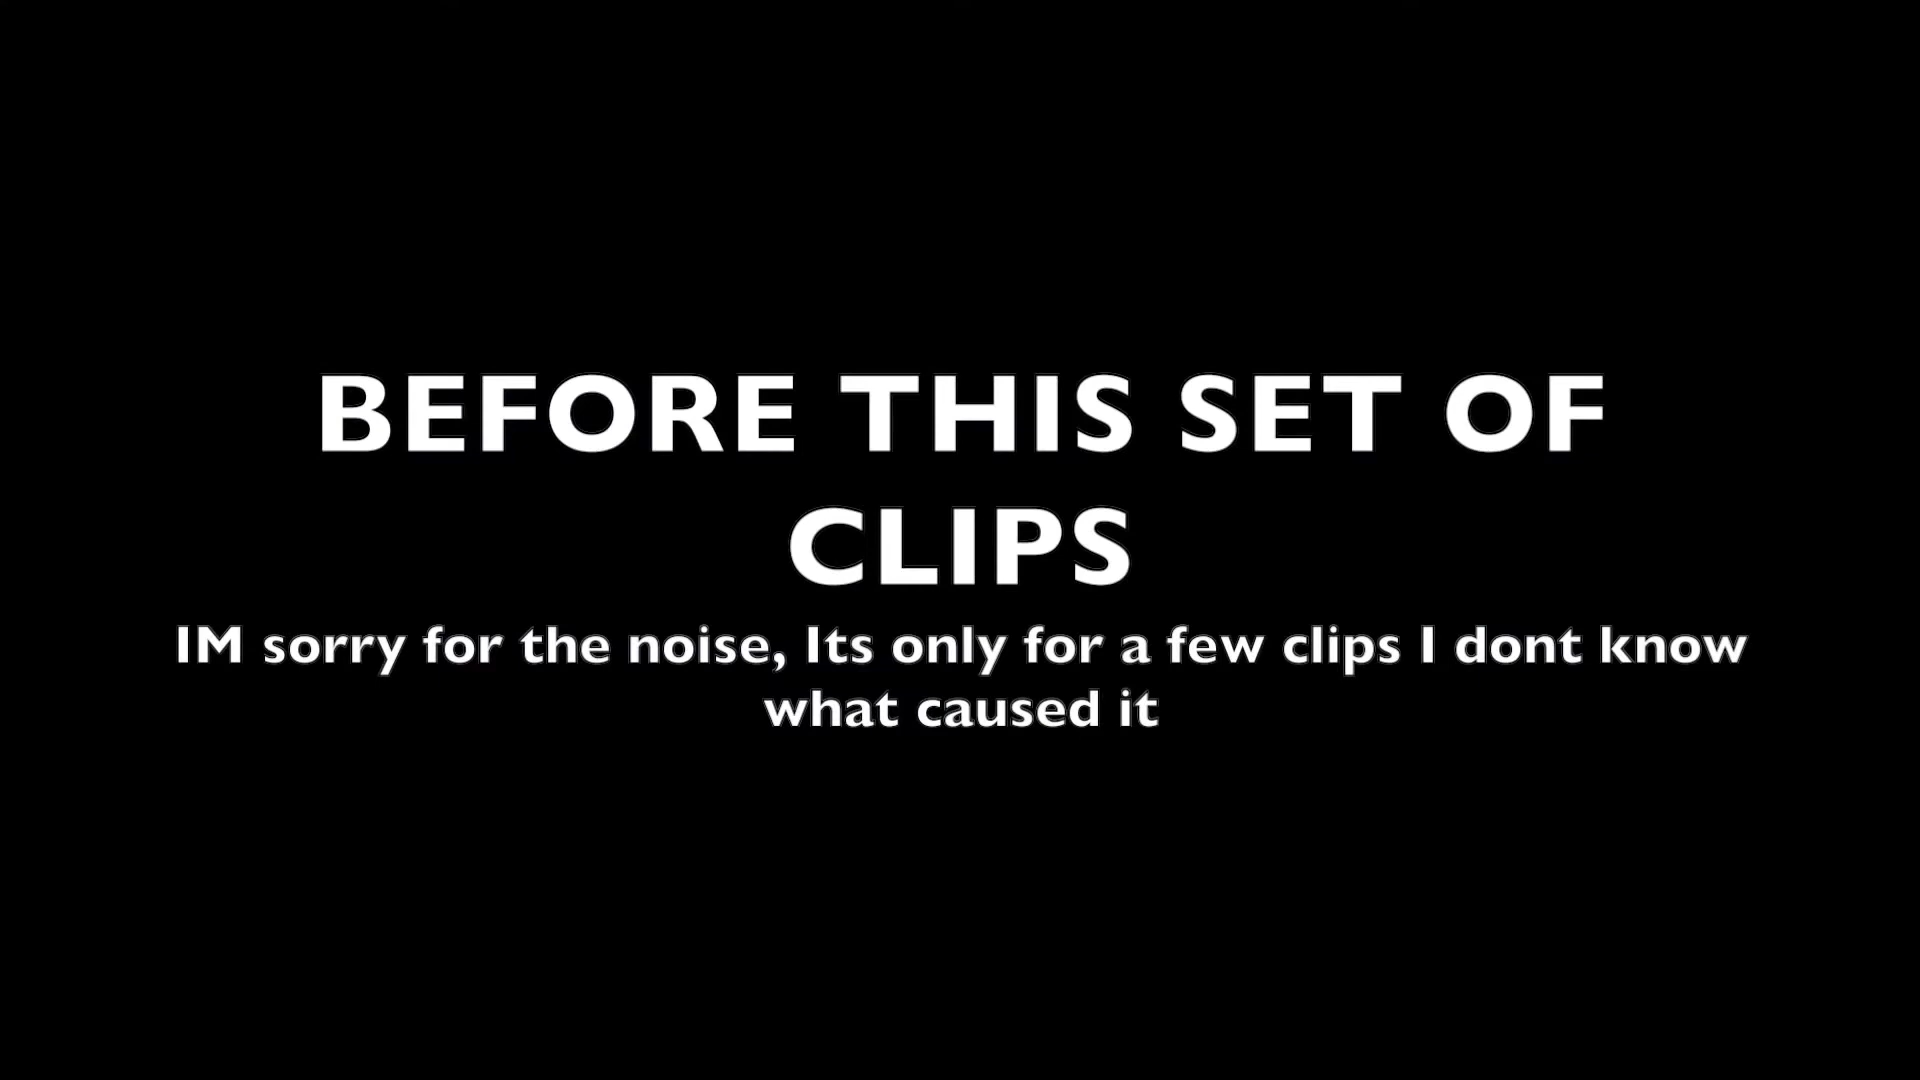 BEFORE THIS SET OF
CLIPS
IM sorry for the noise, Its only for a few clips I dont know
what caused it